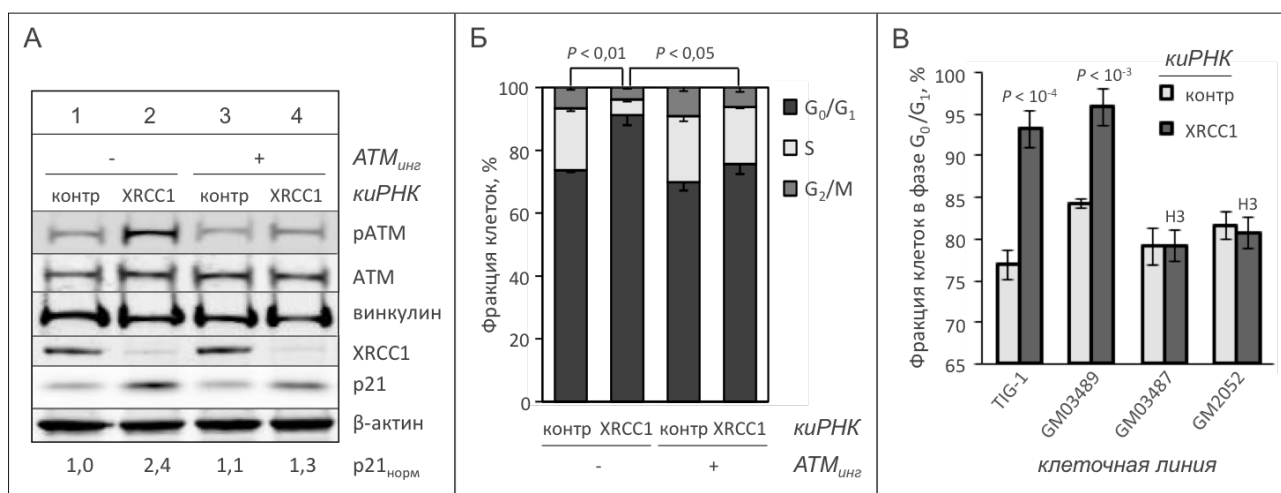 А
1 2 3 4
- + ATMинг
контр XRCC1 контр XRCC1 киРНК
pATM
ATM
винкулин
XRCC1
p21
β-актин
1,0 2,4 1,1 1,3 p21норм
Б
P < 0,01 P < 0,05
Фракция клеток, %
100
80
60
40
20
0
G0/G1
S
G2/M
контр XRCC1 контр XRCC1 киРНК
- + ATMинг
В
Фракция клеток в фазе G0/G1, %
100
95
90
85
80
75
70
65
P < 10-4
P < 10-3
НЗ
НЗ
киРНК
контр
XRCC1
TIG-1
GM03489
GM03487
GM2052
клеточная линия